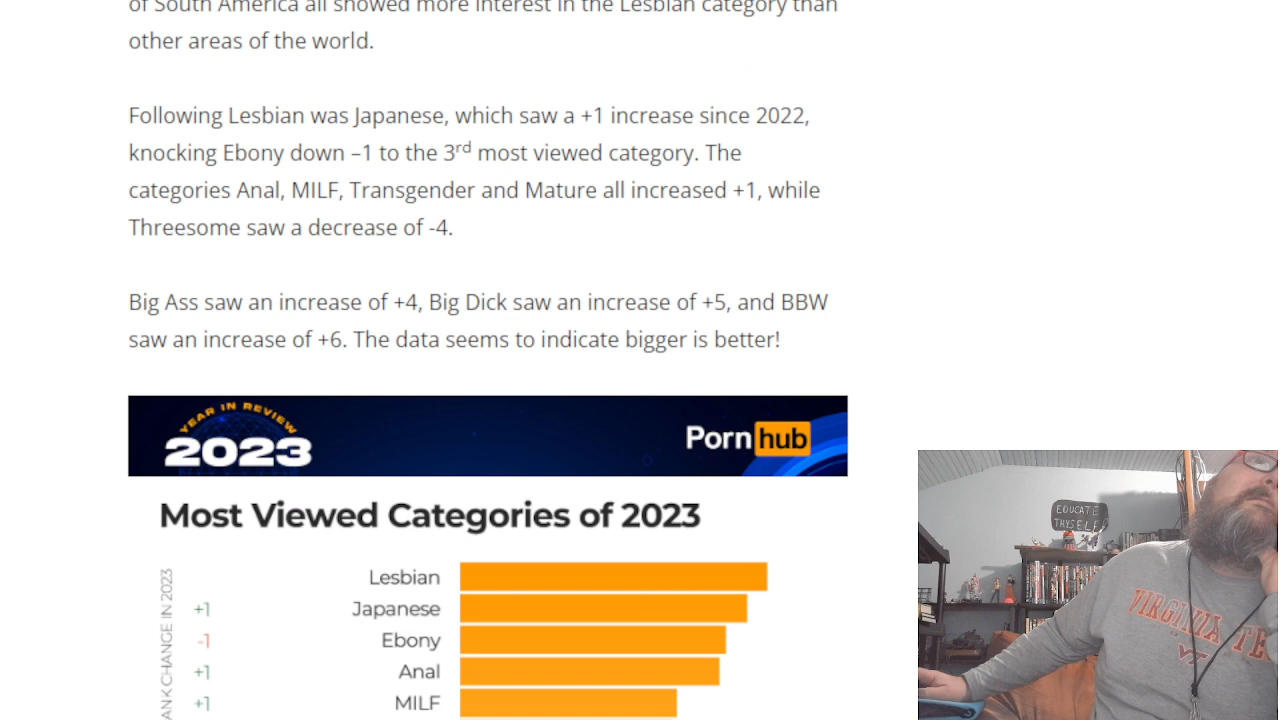 of South America all showed more interest in the Lesbian category than
other areas of the world.
Following Lesbian was Japanese, which saw a +1 increase since 2022,
knocking Ebony down –1 to the 3rd most viewed category. The
categories Anal, MILF, Transgender and Mature all increased +1, while
Threesome saw a decrease of -4.
Big Ass saw an increase of +4, Big Dick saw an increase of +5, and BBW
saw an increase of +6. The data seems to indicate bigger is better!
YEAR IN REVIEW
2023
Pornhub
Most Viewed Categories of 2023
Lesbian
+1 Japanese
-1 Ebony
+1 Anal
+1 MILF
ANK CHANGE IN 2023
EDUCATE
THYSELF
VIRGINIA TE
VT